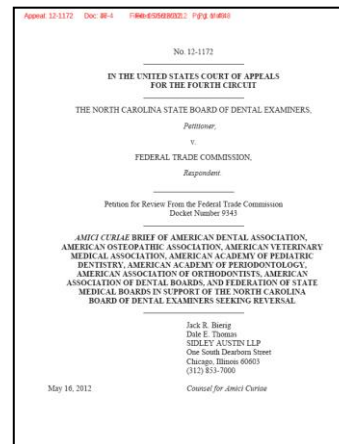 Appeal: 12-1172 Doc:
No. 12-1172
IN THE UNITED STATES COURT OF APPEALS
FOR THE FOURTH CIRCUIT
THE NORTH CAROLINA STATE BOARD OF DENTAL EXAMINERS,
Petitioner,
v.
FEDERAL TRADE COMMISSION,
Respondent.
Petition for Review From the Federal Trade Commission
Docket Number 9343
AMICI CURIAE BRIEF OF AMERICAN DENTAL ASSOCIATION,
AMERICAN OSTEOPATHIC ASSOCIATION, AMERICAN VETERINARY
MEDICAL ASSOCIATION, AMERICAN ACADEMY OF PEDIATRIC
DENTISTRY, AMERICAN ACADEMY OF PERIODONTOLOGY,
AMERICAN ASSOCIATION OF ORTHODONTISTS, AMERICAN
ASSOCIATION OF DENTAL BOARDS, AND FEDERATION OF STATE
MEDICAL BOARDS IN SUPPORT OF THE NORTH CAROLINA
BOARD OF DENTAL EXAMINERS SEEKING REVERSAL
Jack R. Bierig
Dale E. Thomas
SIDLEY AUSTIN LLP
One South Dearborn Street
Chicago, Illinois 60603
(312) 853-7000
May 16, 2012 Counsel for Amici Curiae